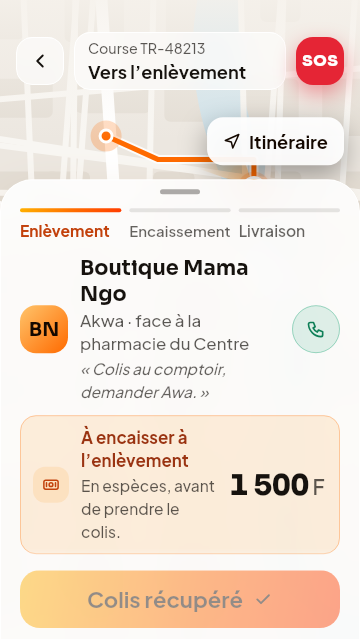 Course TR-48213
Vers l'enlèvement
SOS
Itinéraire
Enlèvement
Encaissement
Livraison
Boutique Mama
Ngo
BN
Akwa · face à la
pharmacie du Centre
« Colis au comptoir,
demander Awa. »
À encaisser à
l'enlèvement
En espèces, avant
de prendre le
colis.
1 500 F
Colis récupéré